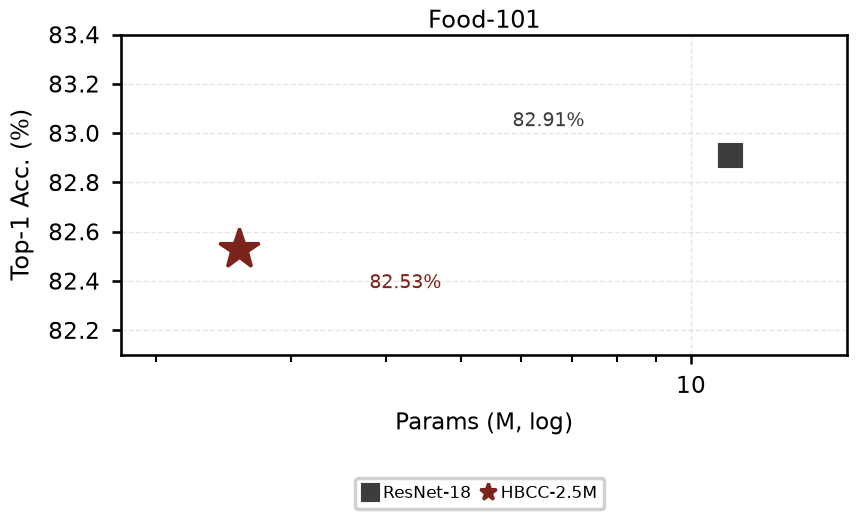 Food-101
Top-1 Acc. (%)
83.4
83.2
83.0
82.8
82.6
82.4
82.2
82.91%
82.53%
10
Params (M, log)
ResNet-18 HBCC-2.5M